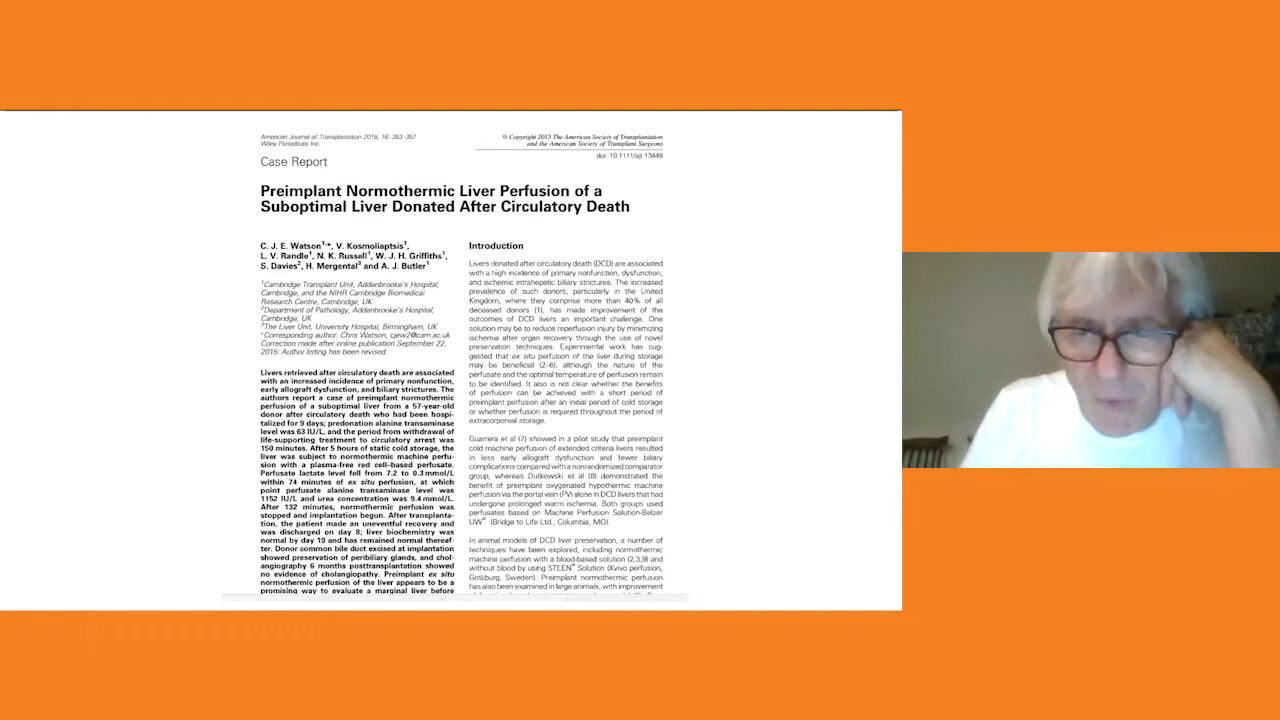 American Journal of Transplantation 2016; 16: 353–357
Wiley Periodicals Inc.
© Copyright 2015 The American Society of Transplantation
and the American Society of Transplant Surgeons
doi: 10.1111/ajt.13448
Case Report
Preimplant Normothermic Liver Perfusion of a
Suboptimal Liver Donated After Circulatory Death
C. J. E. Watson1,*, V. Kosmoliaptsis1,
L. V. Randle1, N. K. Russell1, W. J. H. Griffiths1,
S. Davies2, H. Mergental3 and A. J. Butler1
1Cambridge Transplant Unit, Addenbrooke's Hospital,
Cambridge, and the NIHR Cambridge Biomedical
Research Centre, Cambridge, UK
2Department of Pathology, Addenbrooke's Hospital,
Cambridge, UK
3The Liver Unit, University Hospital, Birmingham, UK
*Corresponding author: Chris Watson, cjew2@cam.ac.uk
Correction made after online publication September 22,
2015: Author listing has been revised.
Livers retrieved after circulatory death are associated
with an increased incidence of primary nonfunction,
early allograft dysfunction, and biliary strictures. The
authors report a case of preimplant normothermic
perfusion of a suboptimal liver from a 57-year-old
donor after circulatory death who had been hospi-
talized for 9 days; predonation alanine transaminase
level was 63 IU/L, and the period from withdrawal of
life-supporting treatment to circulatory arrest was
150 minutes. After 5 hours of static cold storage, the
liver was subject to normothermic machine perfu-
sion with a plasma-free red cell–based perfusate.
Perfusate lactate level fell from 7.2 to 0.3 mmol/L
within 74 minutes of ex situ perfusion, at which
point perfusate alanine transaminase level was
1152 IU/L and urea concentration was 9.4 mmol/L.
After 132 minutes, normothermic perfusion was
stopped and implantation begun. After transplanta-
tion, the patient made an uneventful recovery and
was discharged on day 8; liver biochemistry was
normal by day 19 and has remained normal thereaf-
ter. Donor common bile duct excised at implantation
showed preservation of peribiliary glands, and chol-
angiography 6 months posttransplantation showed
no evidence of cholangiopathy. Preimplant ex situ
normothermic perfusion of the liver appears to be a
promising way to evaluate a marginal liver before
Introduction
Livers donated after circulatory death (DCD) are associated
with a high incidence of primary nonfunction, dysfunction,
and ischemic intrahepatic biliary strictures. The increased
prevalence of such donors, particularly in the United
Kingdom, where they comprise more than 40% of all
deceased donors (1), has made improvement of the
outcomes of DCD livers an important challenge. One
solution may be to reduce reperfusion injury by minimizing
ischemia after organ recovery through the use of novel
preservation techniques. Experimental work has sug-
gested that ex situ perfusion of the liver during storage
may be beneficial (2–6), although the nature of the
perfusate and the optimal temperature of perfusion remain
to be identified. It also is not clear whether the benefits
of perfusion can be achieved with a short period of
preimplant perfusion after an initial period of cold storage
or whether perfusion is required throughout the period of
extracorporeal storage.
Guarrera et al (7) showed in a pilot study that preimplant
cold machine perfusion of extended criteria livers resulted
in less early allograft dysfunction and fewer biliary
complications compared with a nonrandomized comparator
group, whereas Dutkowski et al (8) demonstrated the
benefit of preimplant oxygenated hypothermic machine
perfusion via the portal vein (PV) alone in DCD livers that had
undergone prolonged warm ischemia. Both groups used
perfusates based on Machine Perfusion Solution-Belzer
UW® (Bridge to Life Ltd., Columbia, MO).
In animal models of DCD liver preservation, a number of
techniques have been explored, including normothermic
machine perfusion with a blood-based solution (2,3,9) and
without blood by using STEEN™ Solution (Xvivo perfusion,
Gotëburg, Sweden). Preimplant normothermic perfusion
has also been examined in large animals, with improvement